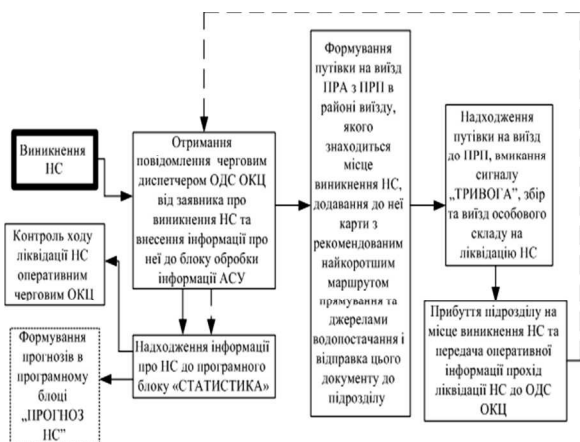 Виникнення
НС
Отримання
повідомлення черговим
диспетчером ОДС ОКЦ
від заявника про
виникнення НС та
внесення інформації про
неї до блоку обробки
інформації АСУ
Формування
путівки на виїзд
ПРА з ПРП в
районі виїзду,
якого
знаходиться
місце
виникнення НС,
додавання до неї
карти з
рекомендованим
найкоротшим
маршрутом
прямування та
джерелами
водопостачання і
відправка цього
документу до
підрозділу
Надходження
путівки на виїзд
до ПРП, вмикання
сигналу
„ТРИВОГА”, збір
та виїзд особового
складу на
ліквідацію НС
Контроль ходу
ліквідації НС
оперативним
черговим ОКЦ
Надходження інформації
про НС до програмного
блоку «СТАТИСТИКА»
Прибуття підрозділу на
місце виникнення НС та
передача оперативної
інформації прохід
ліквідації НС до ОДС
ОКЦ
Формування
прогнозів в
програмному
блоці
„ПРОГНОЗ
НС”